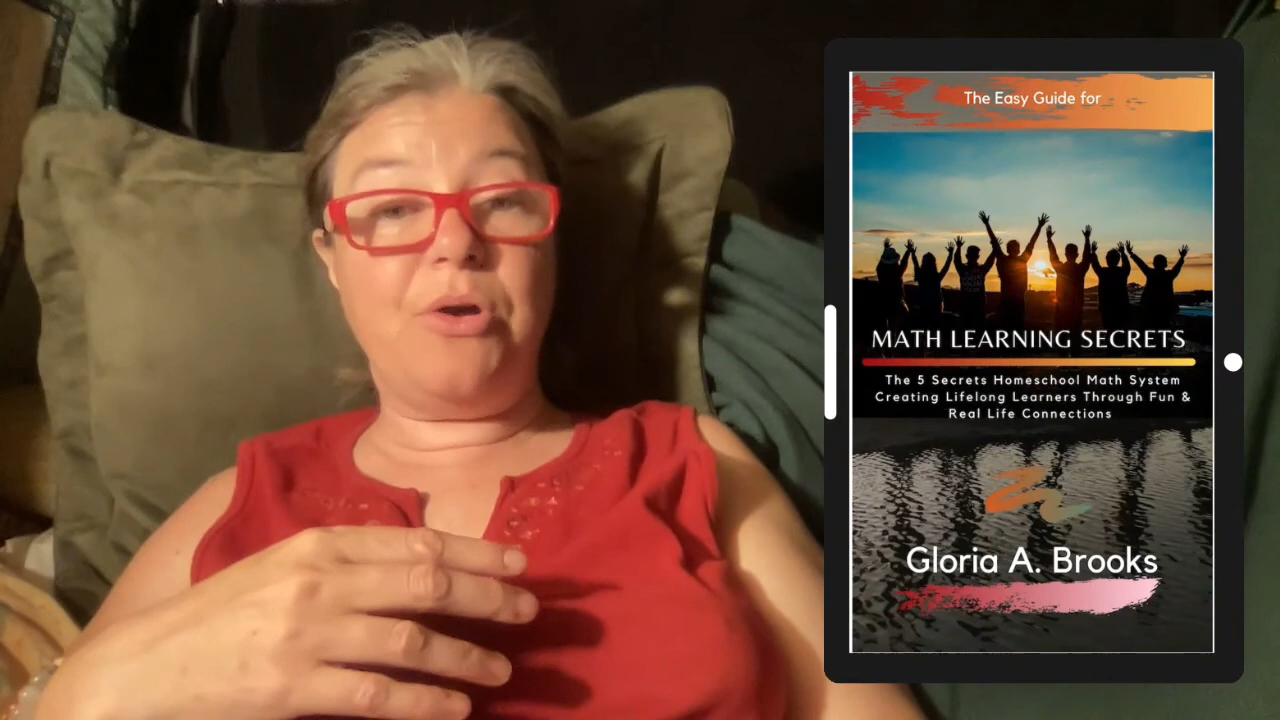 The Easy Guide for
MATH LEARNING SECRETS
The 5 Secrets Homeschool Math System
Creating Lifelong Learners Through Fun &
Real Life Connections
Gloria A. Brooks